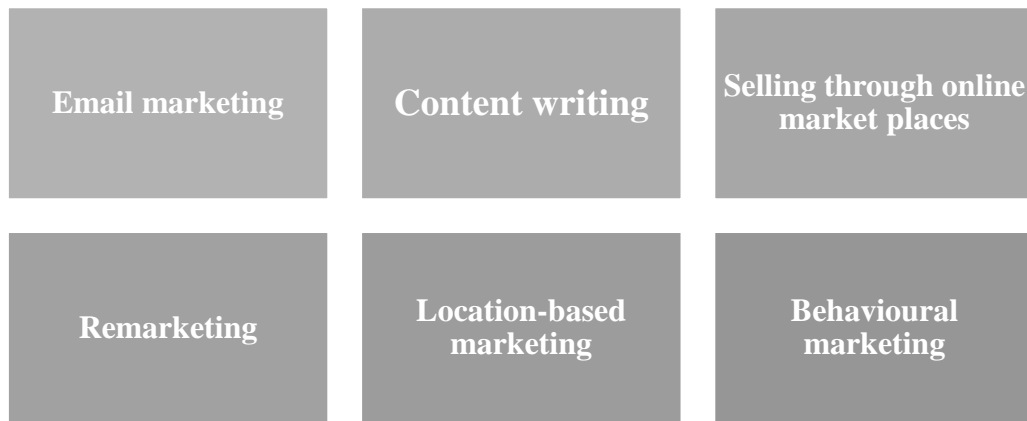 Email marketing
Content writing
Selling through online
market places
Remarketing
Location-based
marketing
Behavioural
marketing